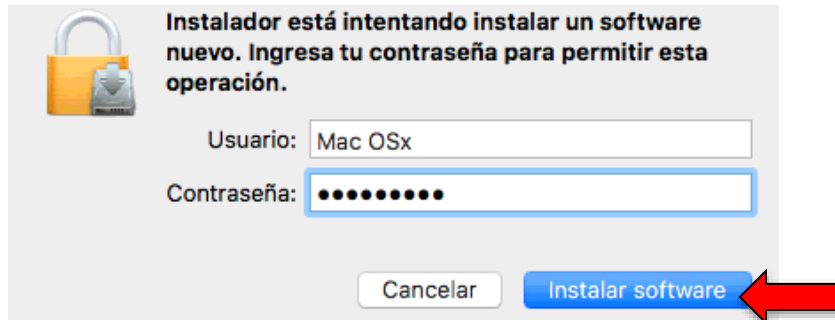 Instalador está intentando instalar un software
nuevo. Ingresa tu contraseña para permitir esta
operación.
Usuario: Mac OSx
Contraseña: •••••••••
Cancelar Instalar software